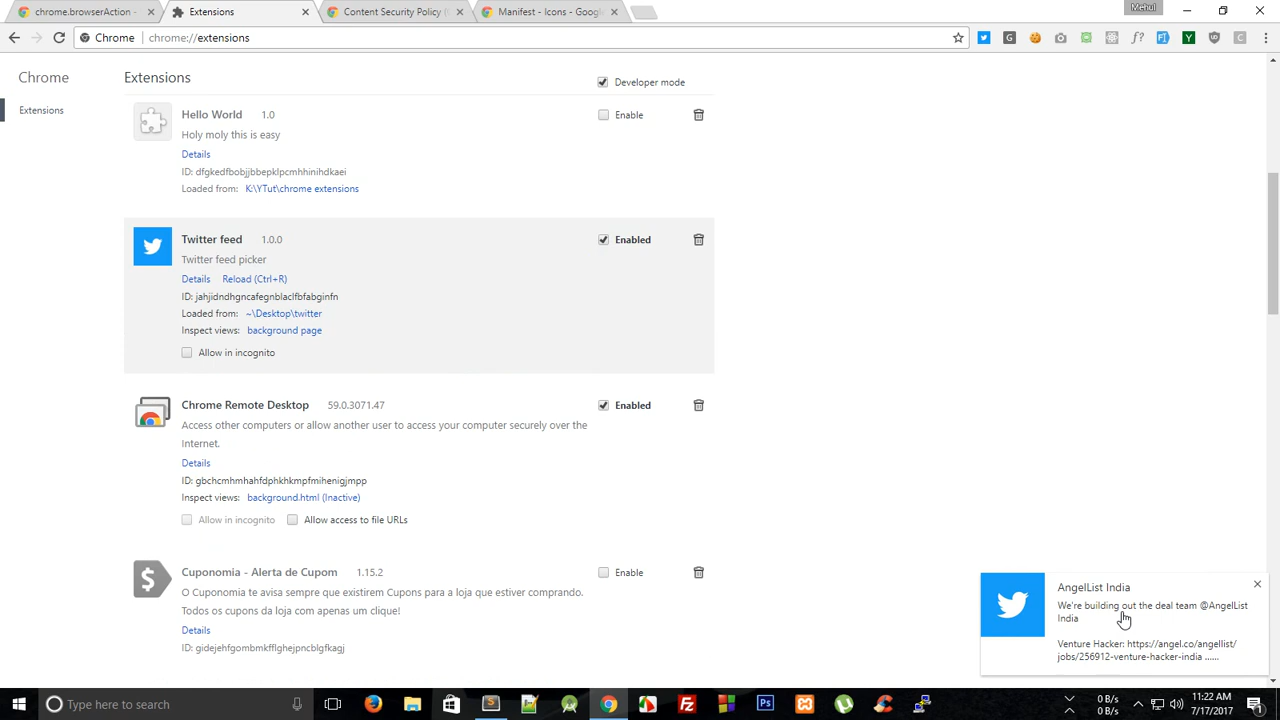 chrome.browserAction -
Extensions
Content Security Policy (
Manifest - Icons - Goog
Mehul
Chrome
chrome://extensions
Chrome
Extensions
Developer mode
Extensions
Hello World 1.0
Enable
Holy moly this is easy
Details
ID: dfgkedfbobjjbbepklpcmhhinihdkaei
Loaded from: K:\YTut\chrome extensions
Twitter feed 1.0.0
Enabled
Twitter feed picker
Details Reload (Ctrl+R)
ID: jahjidndhgncafegnblaclfbfabginfn
Loaded from: ~\Desktop\twitter
Inspect views: background page
Allow in incognito
Chrome Remote Desktop 59.0.3071.47
Enabled
Access other computers or allow another user to access your computer securely over the
Internet.
Details
ID: gbchcmhmhahfdphkhkmpfmihenigjmpp
Inspect views: background.html (Inactive)
Allow in incognito Allow access to file URLs
Cuponomia - Alerta de Cupom 1.15.2
Enable
O Cuponomia te avisa sempre que existirem Cupons para a loja que estiver comprando.
Todos os cupons da loja com apenas um clique!
Details
ID: gidejehfgombmkfflghejpncblgfkagj
AngelList India
We're building out the deal team @AngelList
India
Venture Hacker: https://angel.co/angellist/
jobs/256912-venture-hacker-india ......
Type here to search
0 B/s
0 B/s
11:22 AM
7/17/2017